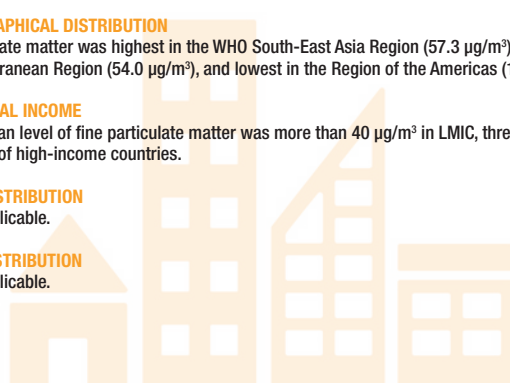 APHICAL DISTRIBUTION
ate matter was highest in the WHO South-East Asia Region (57.3 µg/m³)
ranean Region (54.0 µg/m³), and lowest in the Region of the Americas (1
AL INCOME
an level of fine particulate matter was more than 40 µg/m³ in LMIC, thre
of high-income countries.
STRIBUTION
licable.
STRIBUTION
licable.